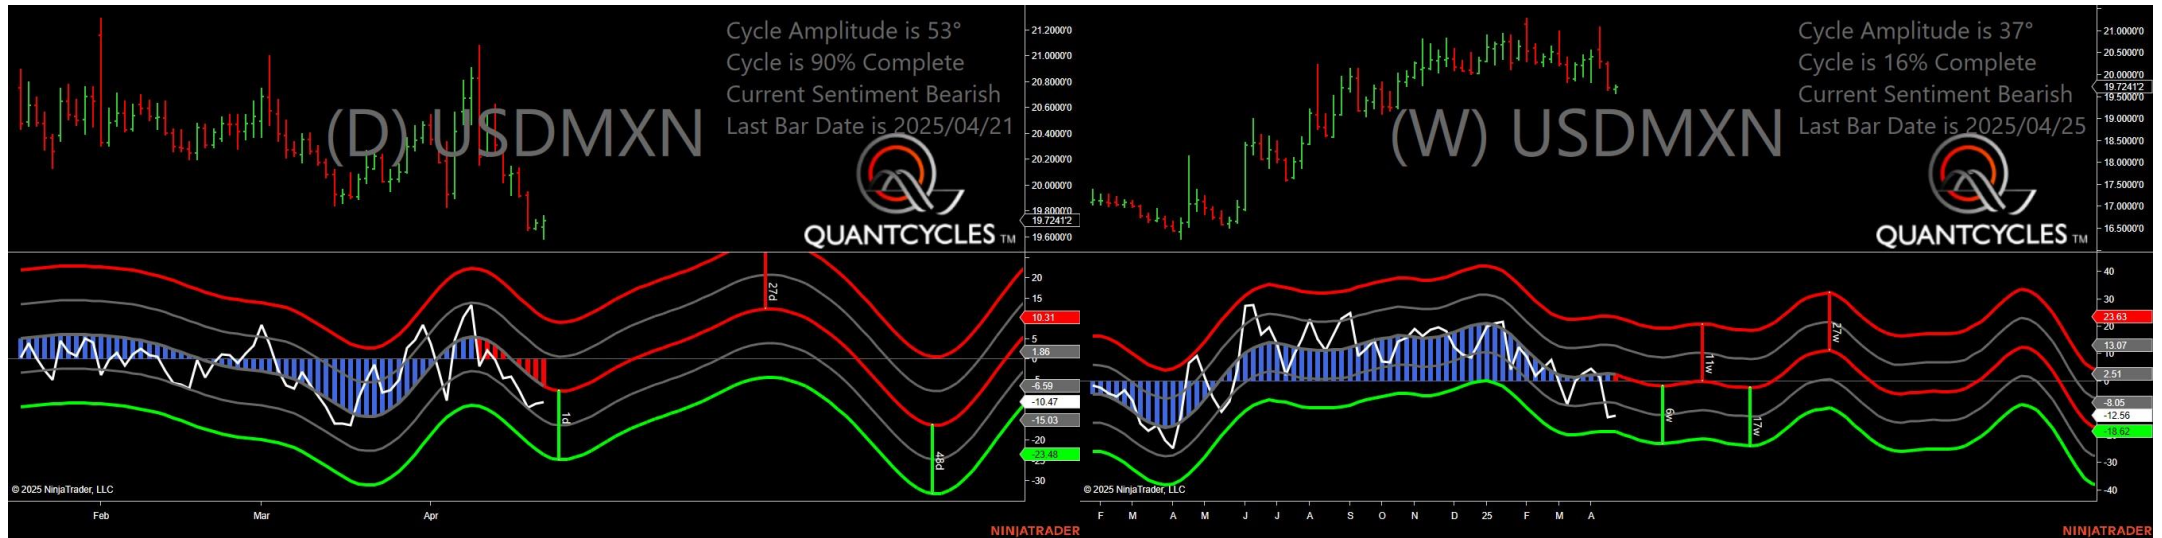 Cycle Amplitude is 53°
Cycle is 90% Complete
Current Sentiment Bearish
Last Bar Date is 2025/04/21
(D) USDMXN
QUANTCYCLES TM
21.2000'0
21.0000'0
20.8000'0
20.6000'0
20.4000'0
20.2000'0
20.0000'0
19.8000'0
19.7241'2
19.6000'0
27d
1d
48d
20
15
10.31
5
1.86
-6.59
-10.47
-15.03
-20
-23.48
-30
© 2025 NinjaTrader, LLC
Feb Mar Apr
NINJATRADER
Cycle Amplitude is 37°
Cycle is 16% Complete
Current Sentiment Bearish
Last Bar Date is 2025/04/25
(W) USDMXN
QUANTCYCLES TM
21.0000'0
20.5000'0
20.0000'0
19.7241'2
19.5000'0
19.0000'0
18.5000'0
18.0000'0
17.5000'0
17.0000'0
16.5000'0
11w
27w
6w
17w
40
30
23.63
20
13.07
10
2.51
0
-8.05
-12.56
-18.62
-30
-40
© 2025 NinjaTrader, LLC
F M A M J J A S O N D 25 F M A
NINJATRADER